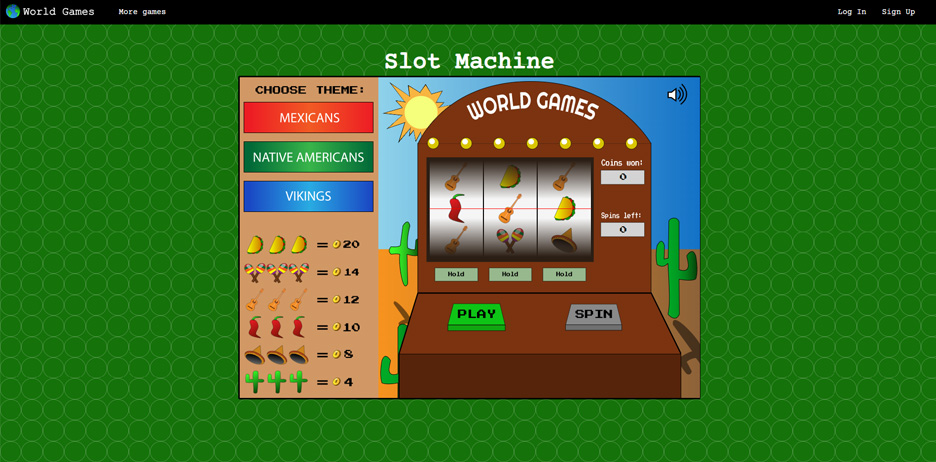 World Games
More games
Log In
Sign Up
Slot Machine
CHOOSE THEME:
MEXICANS
NATIVE AMERICANS
VIKINGS
= 20
= 14
= 12
= 10
= 8
= 4
WORLD GAMES
Coins won:
0
Spins left:
0
Hold Hold Hold
PLAY SPIN